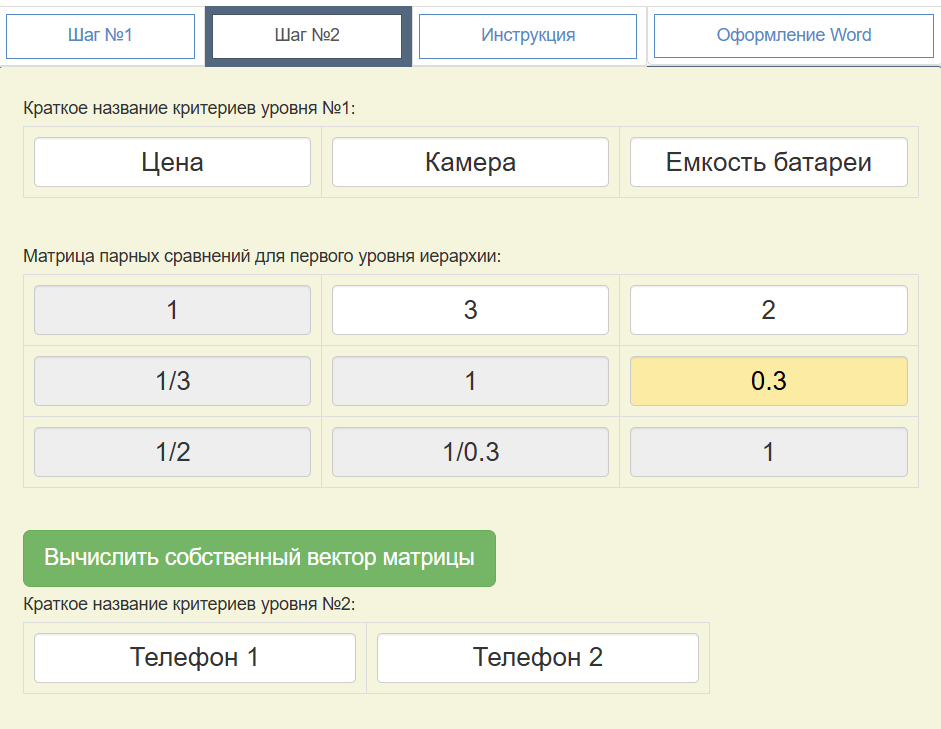 Шаг №1 Шаг №2 Инструкция Оформление Word
Краткое название критериев уровня №1:
Цена Камера Емкость батареи
Матрица парных сравнений для первого уровня иерархии:
1 3 2
1/3 1 0.3
1/2 1/0.3 1
Вычислить собственный вектор матрицы
Краткое название критериев уровня №2:
Телефон 1 Телефон 2